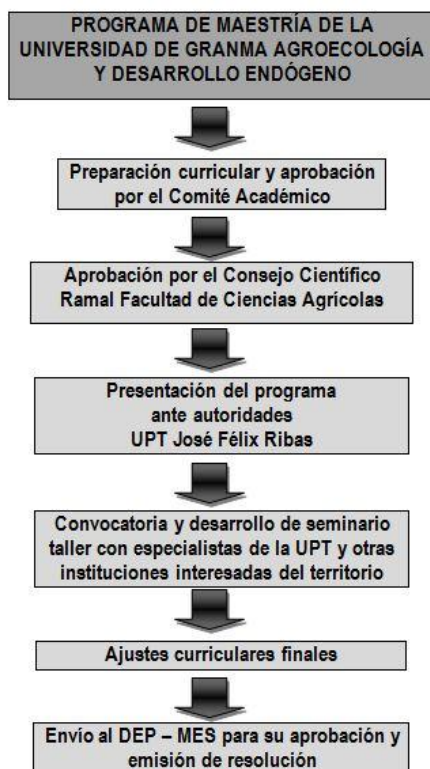 PROGRAMA DE MAESTRÍA DE LA
UNIVERSIDAD DE GRANMA AGROECOLOGÍA
Y DESARROLLO ENDÓGENO
Preparación curricular y aprobación
por el Comité Académico
Aprobación por el Consejo Científico
Ramal Facultad de Ciencias Agrícolas
Presentación del programa
ante autoridades
UPT José Félix Ribas
Convocatoria y desarrollo de seminario
taller con especialistas de la UPT y otras
instituciones interesadas del territorio
Ajustes curriculares finales
Envío al DEP – MES para su aprobación y
emisión de resolución